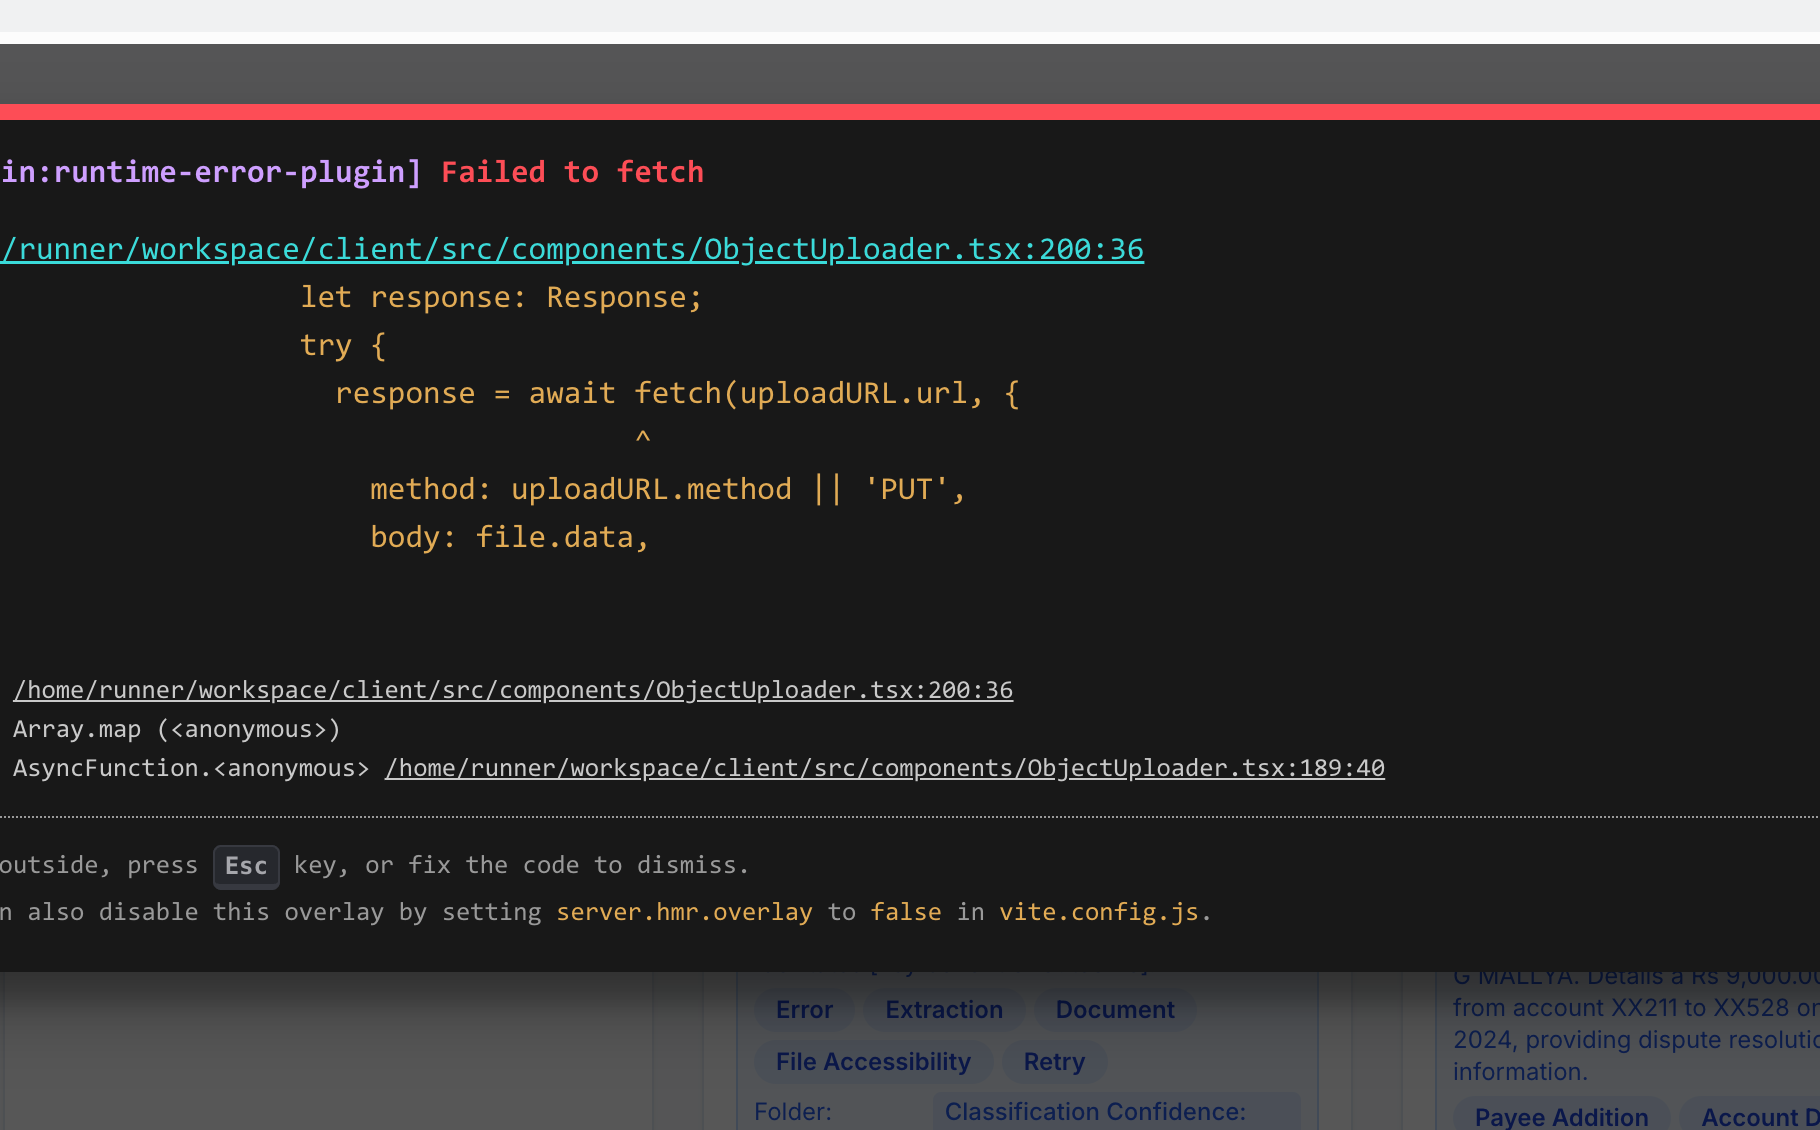 in:runtime-error-plugin] Failed to fetch
/runner/workspace/client/src/components/ObjectUploader.tsx:200:36
let response: Response;
try {
response = await fetch(uploadURL.url, {
^
method: uploadURL.method || 'PUT',
body: file.data,
/home/runner/workspace/client/src/components/ObjectUploader.tsx:200:36
Array.map (<anonymous>)
AsyncFunction.<anonymous> /home/runner/workspace/client/src/components/ObjectUploader.tsx:189:40
outside, press Esc key, or fix the code to dismiss.
n also disable this overlay by setting server.hmr.overlay to false in vite.config.js.
Error Extraction Document
File Accessibility Retry
Folder: Classification Confidence:
G MALLYA. Details a Rs 9,000.00
from account XX211 to XX528 on
2024, providing dispute resolutio
information.
Payee Addition Account D